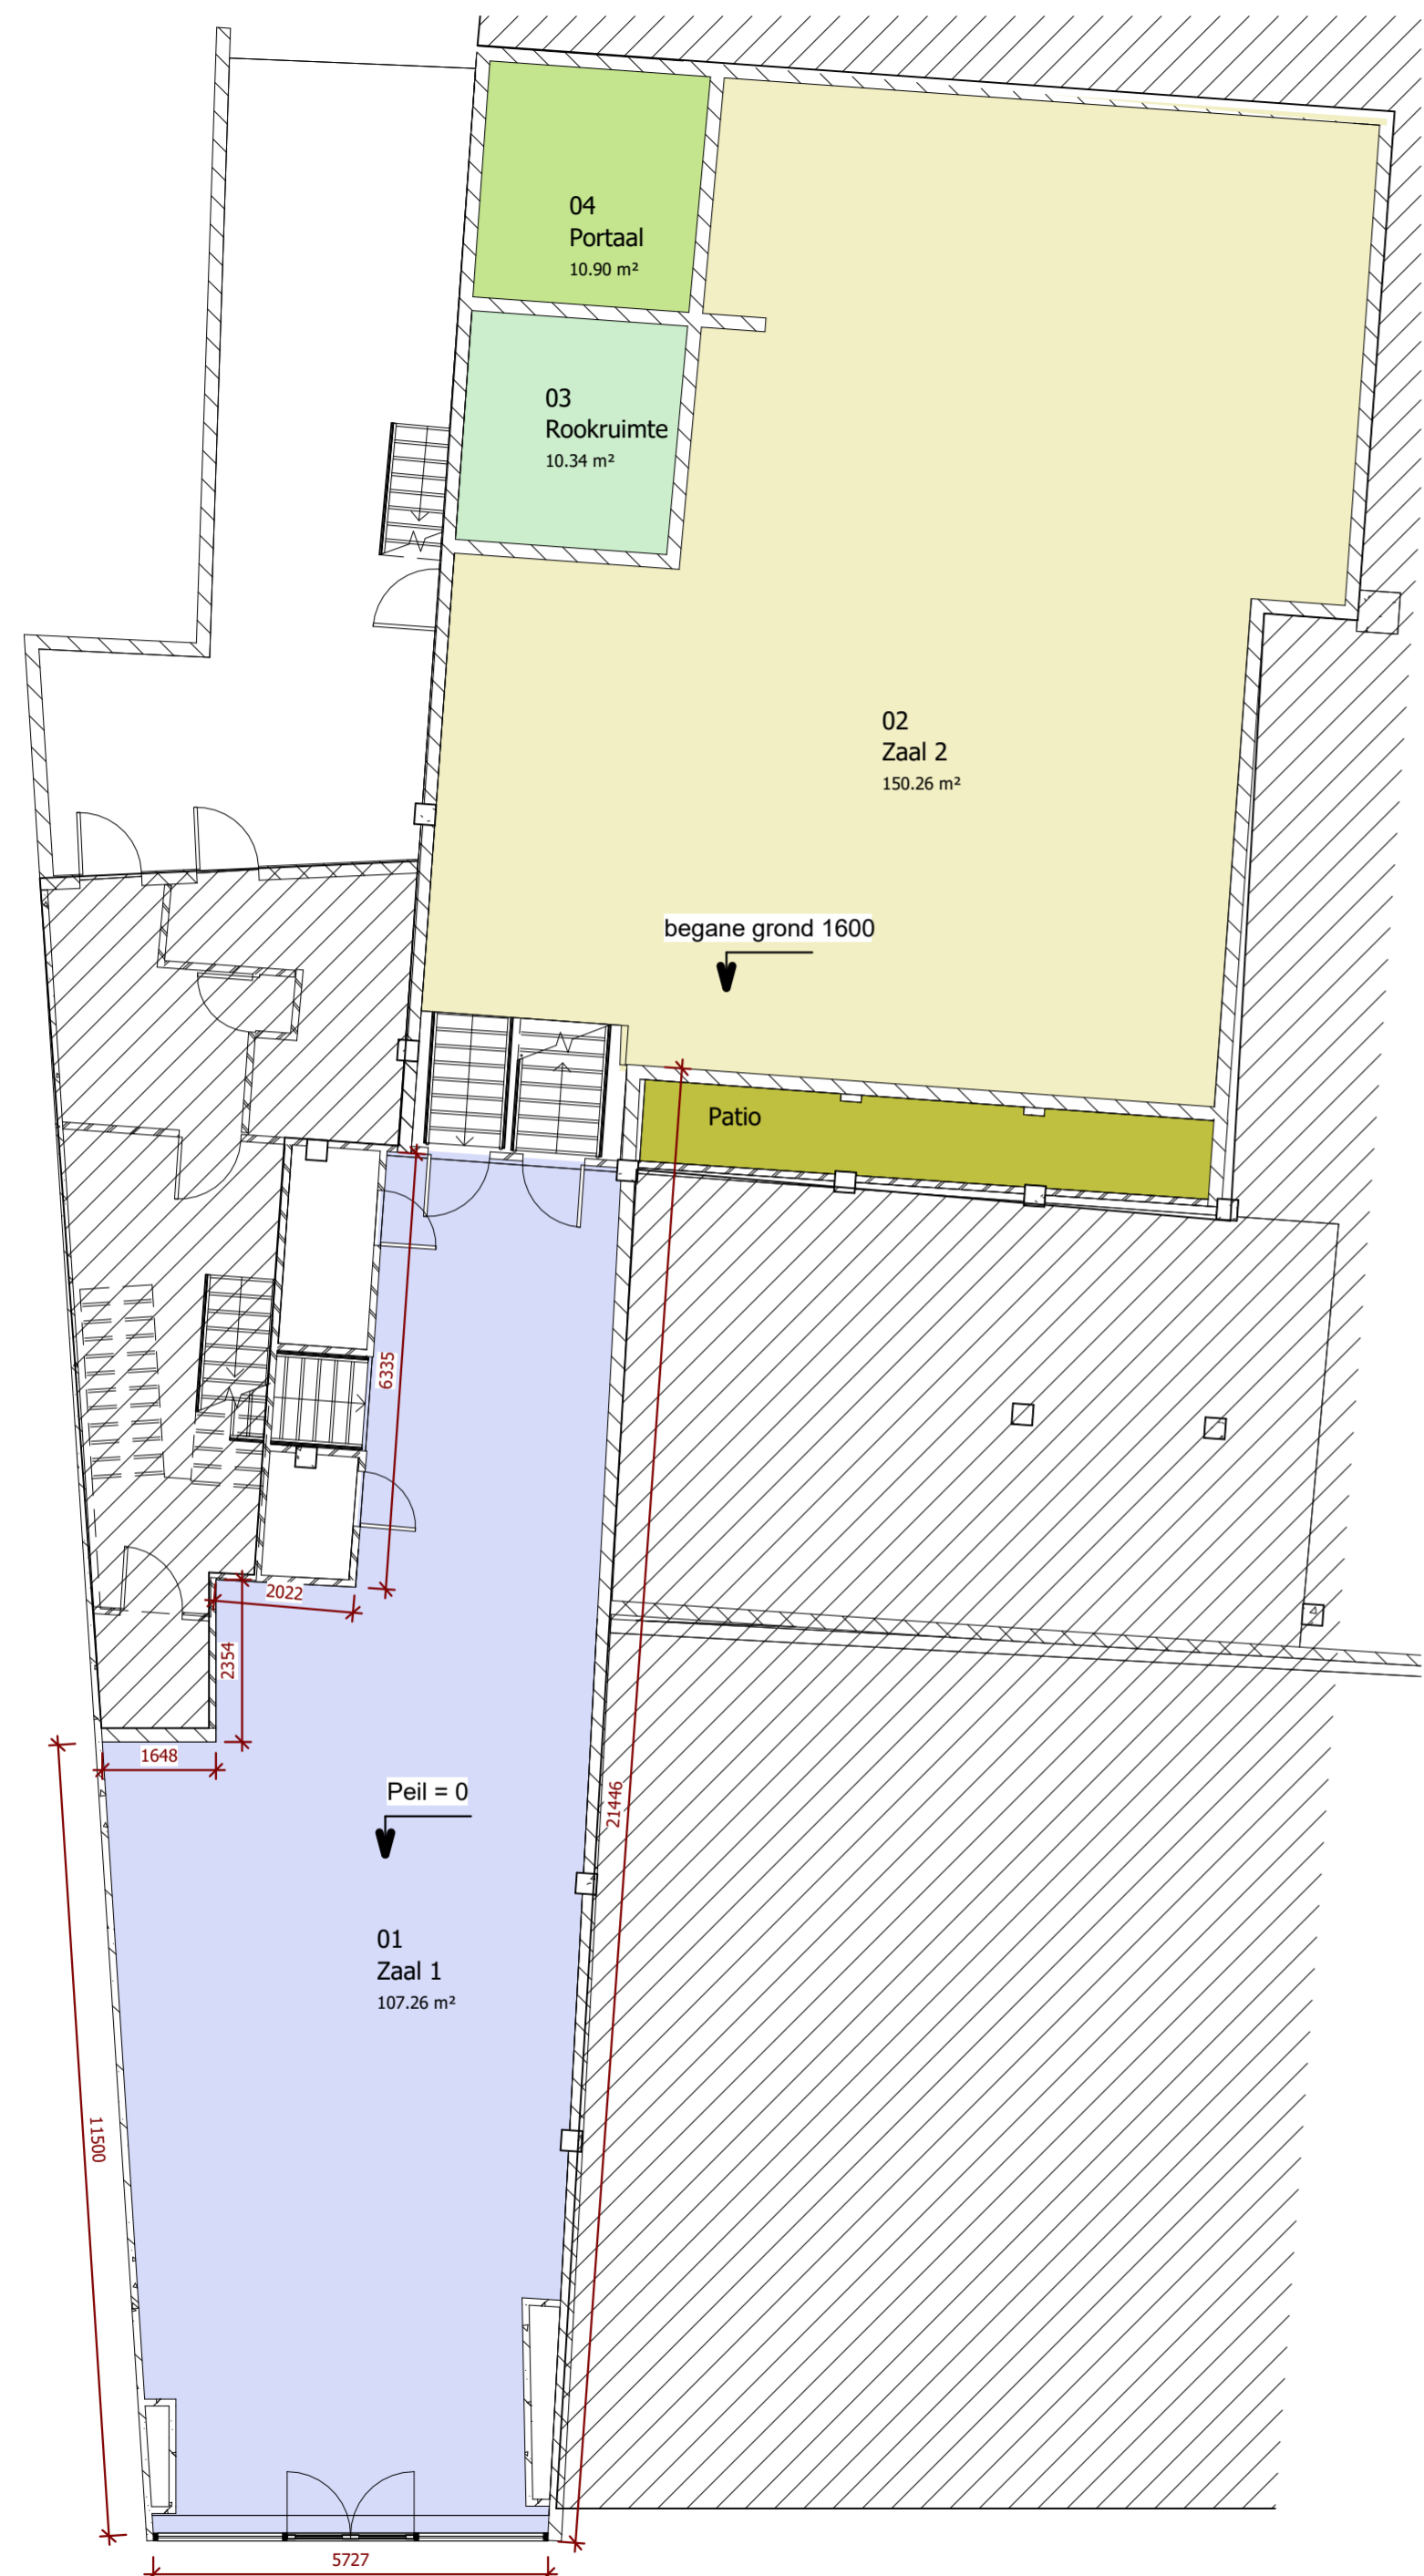 04
Portaal
10.90 m²
03
Rookruimte
10.34 m²
02
Zaal 2
150.26 m²
begane grond 1600
Patio
6335
2022
2354
1648
Peil = 0
21446
01
Zaal 1
107.26 m²
11500
5727